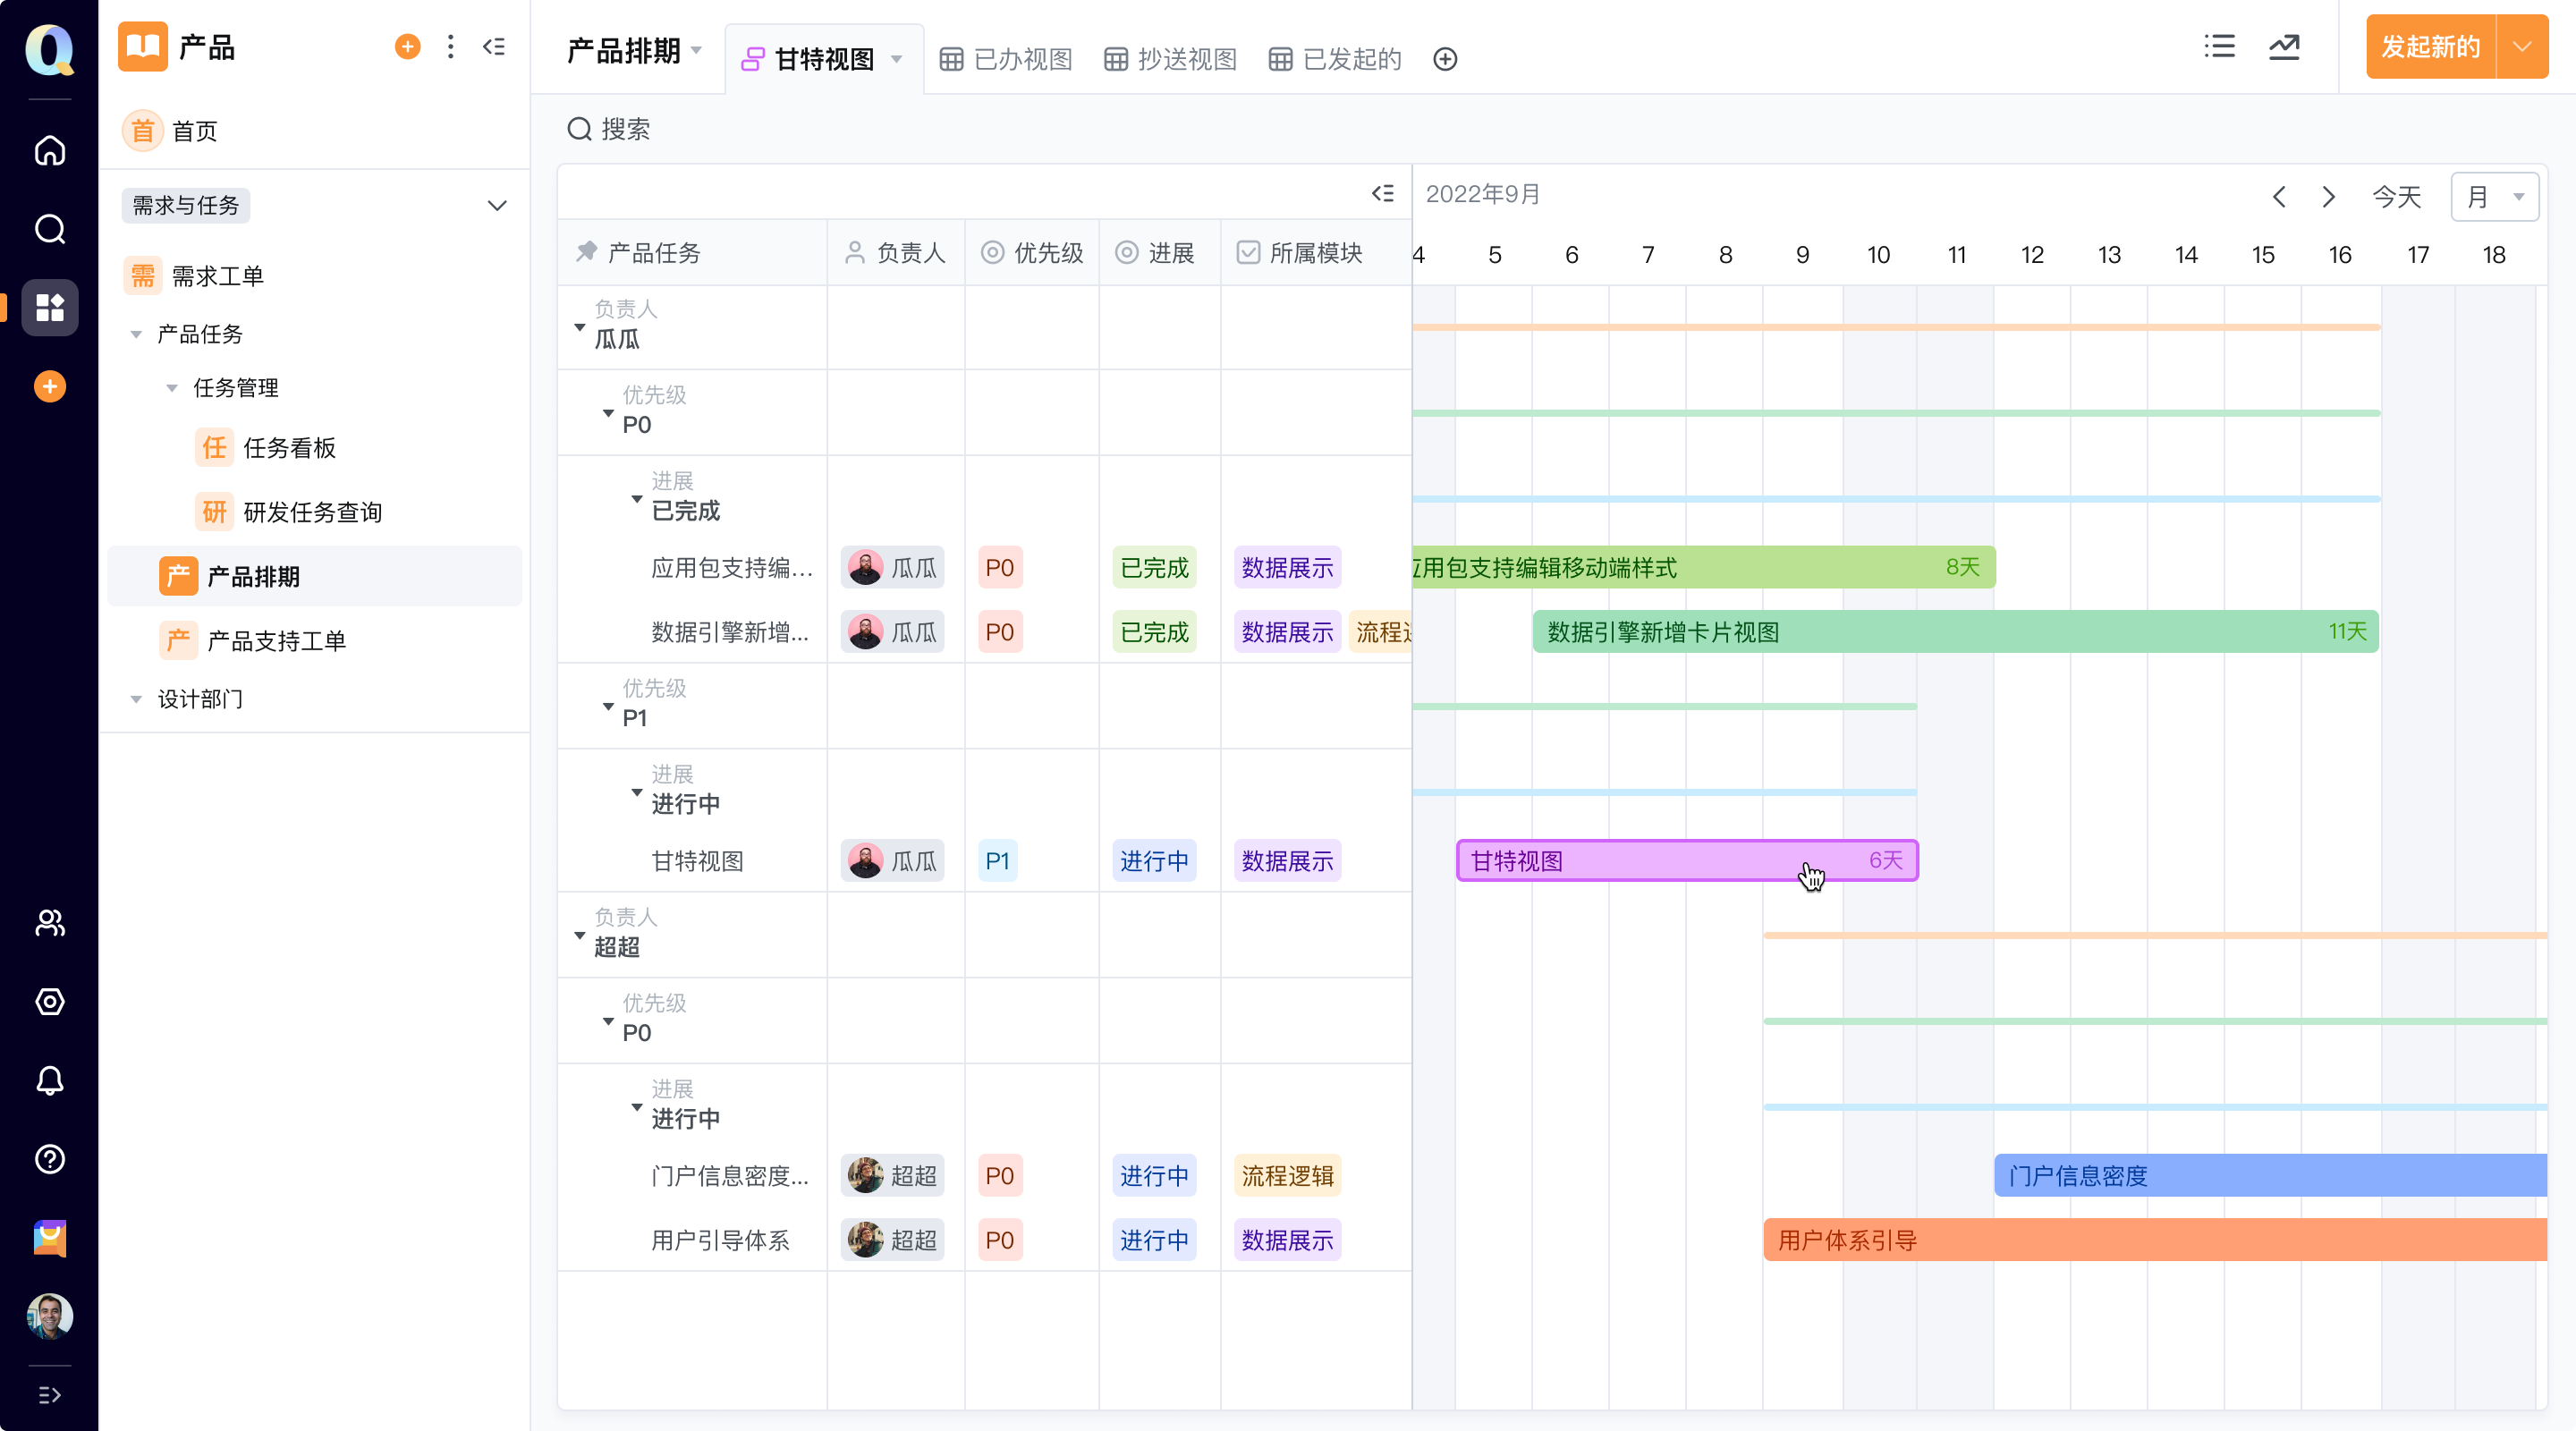 产品
首页
需求与任务
需 需求工单
产品任务
任务管理
任 任务看板
研 研发任务查询
产 产品排期
产 产品支持工单
设计部门
产品排期
甘特视图
已办视图
抄送视图
已发起的
发起新的
搜索
2022年9月
今天
月
产品任务 负责人 优先级 进展 所属模块
4 5 6 7 8 9 10 11 12 13 14 15 16 17 18
负责人
瓜瓜
优先级
P0
进展
已完成
应用包支持编... 瓜瓜 P0 已完成 数据展示
应用包支持编辑移动端样式 8天
数据引擎新增... 瓜瓜 P0 已完成 数据展示 流程逻
数据引擎新增卡片视图 11天
优先级
P1
进展
进行中
甘特视图 瓜瓜 P1 进行中 数据展示
甘特视图 6天
负责人
超超
优先级
P0
进展
进行中
门户信息密度... 超超 P0 进行中 流程逻辑
门户信息密度
用户引导体系 超超 P0 进行中 数据展示
用户体系引导